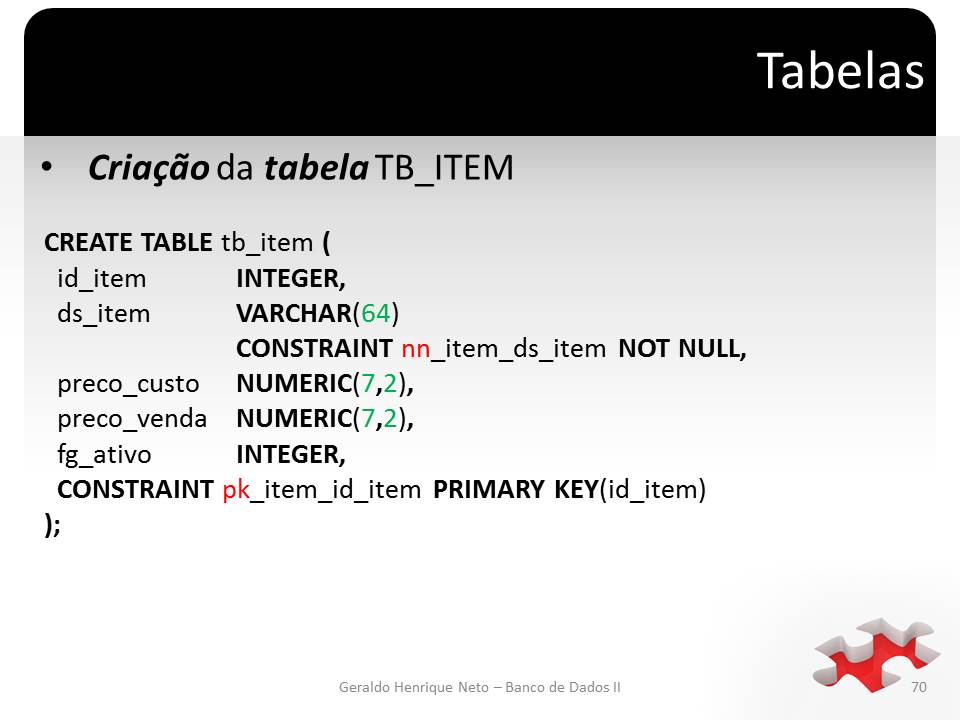 Tabelas
• Criação da tabela TB_ITEM
CREATE TABLE tb_item (
id_item INTEGER,
ds_item VARCHAR(64)
CONSTRAINT nn_item_ds_item NOT NULL,
preco_custo NUMERIC(7,2),
preco_venda NUMERIC(7,2),
fg_ativo INTEGER,
CONSTRAINT pk_item_id_item PRIMARY KEY(id_item)
);
Geraldo Henrique Neto – Banco de Dados II
70